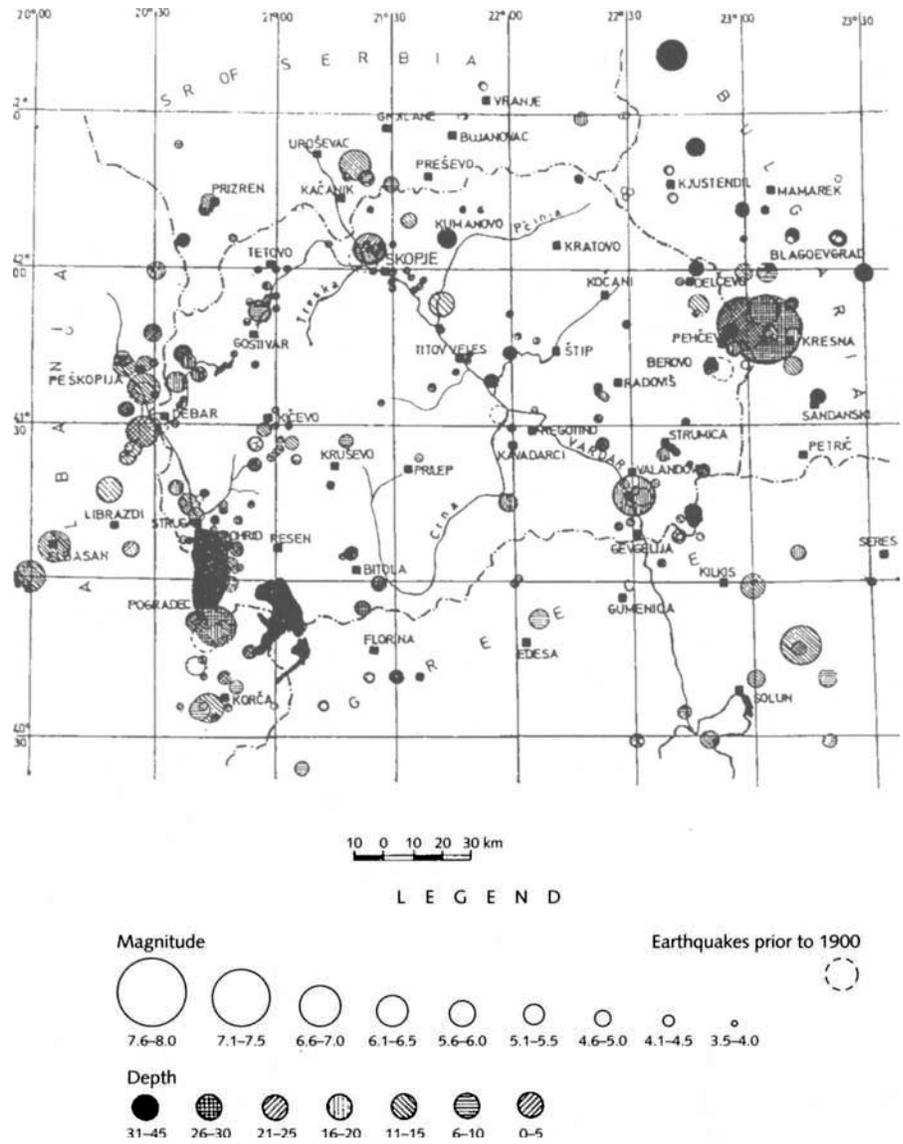 20°00 20°30 21°00 21°30 22°00 22°30 23°00 23°30
SR OF SERBIA
VRANJE
GNJILANE
BUJANOVAC
UROŠEVAC
PREŠEVO
KAČANIK
KJUSTENDIL
MAMAREK
PRIZREN
KUMANOVO
Pčinja
KRATOVO
BLAGOEVGRAD
TETOVO
SKOPJE
KOČANI
DELČEVO
Treska
GOSTIVAR
PEHČEVO
KRESNA
TITOV VELES
ŠTIP
BEROVO
PEŠKOPIJA
RADOVIŠ
SANDANSKI
DEBAR
KIČEVO
NEGOTINO
STRUMICA
PETRIČ
KRUŠEVO
PRILEP
KAVADARCI
VARDAR
VALANDOVO
LIBRAZDI
STRUGA
Crna
OHRID
RESEN
GEVGELIJA
SERES
ELBASAN
BITOLA
KILKIS
POGRADEC
GUMENICA
FLORINA
EDESA
KORČA
SOLUN
ALBANIA
BULGARIA
GREECE
10 0 10 20 30 km
LEGEND
Magnitude
Earthquakes prior to 1900
7.6–8.0 7.1–7.5 6.6–7.0 6.1–6.5 5.6–6.0 5.1–5.5 4.6–5.0 4.1–4.5 3.5–4.0
Depth
31–45 26–30 21–25 16–20 11–15 6–10 0–5